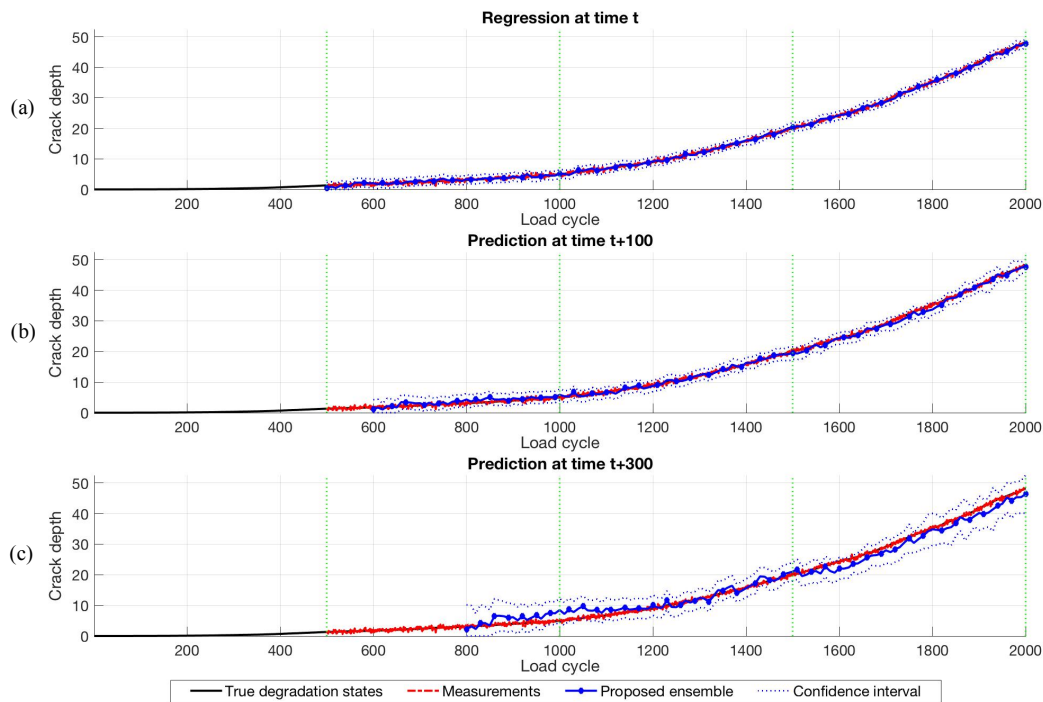 Regression at time t
(a)
Crack depth
50
40
30
20
10
0
200 400 600 800 1000 1200 1400 1600 1800 2000
Load cycle
Prediction at time t+100
(b)
Crack depth
50
40
30
20
10
0
200 400 600 800 1000 1200 1400 1600 1800 2000
Load cycle
Prediction at time t+300
(c)
Crack depth
50
40
30
20
10
0
200 400 600 800 1000 1200 1400 1600 1800 2000
Load cycle
True degradation states Measurements Proposed ensemble Confidence interval